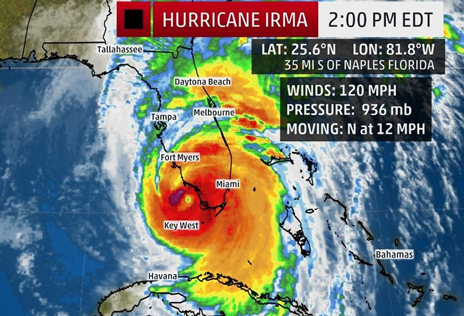 HURRICANE IRMA 2:00 PM EDT
LAT: 25.6°N LON: 81.8°W
35 MI S OF NAPLES FLORIDA
WINDS: 120 MPH
PRESSURE: 936 mb
MOVING: N at 12 MPH
Tallahassee
Daytona Beach
Tampa
Melbourne
Fort Myers
Miami
Key West
Bahamas
Havana